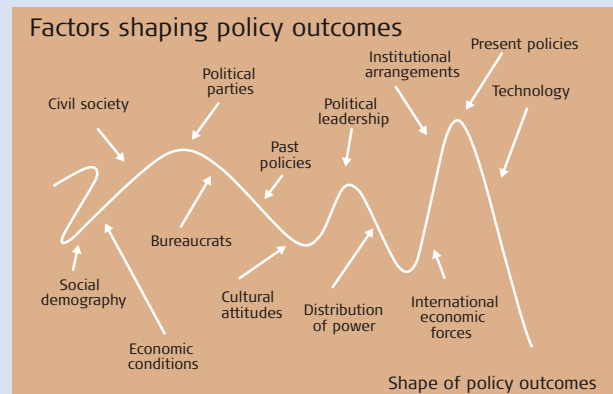 Factors shaping policy outcomes
Civil society
Political
parties
Past
policies
Political
leadership
Institutional
arrangements
Present policies
Technology
Social
demography
Economic
conditions
Bureaucrats
Cultural
attitudes
Distribution
of power
International
economic
forces
Shape of policy outcomes